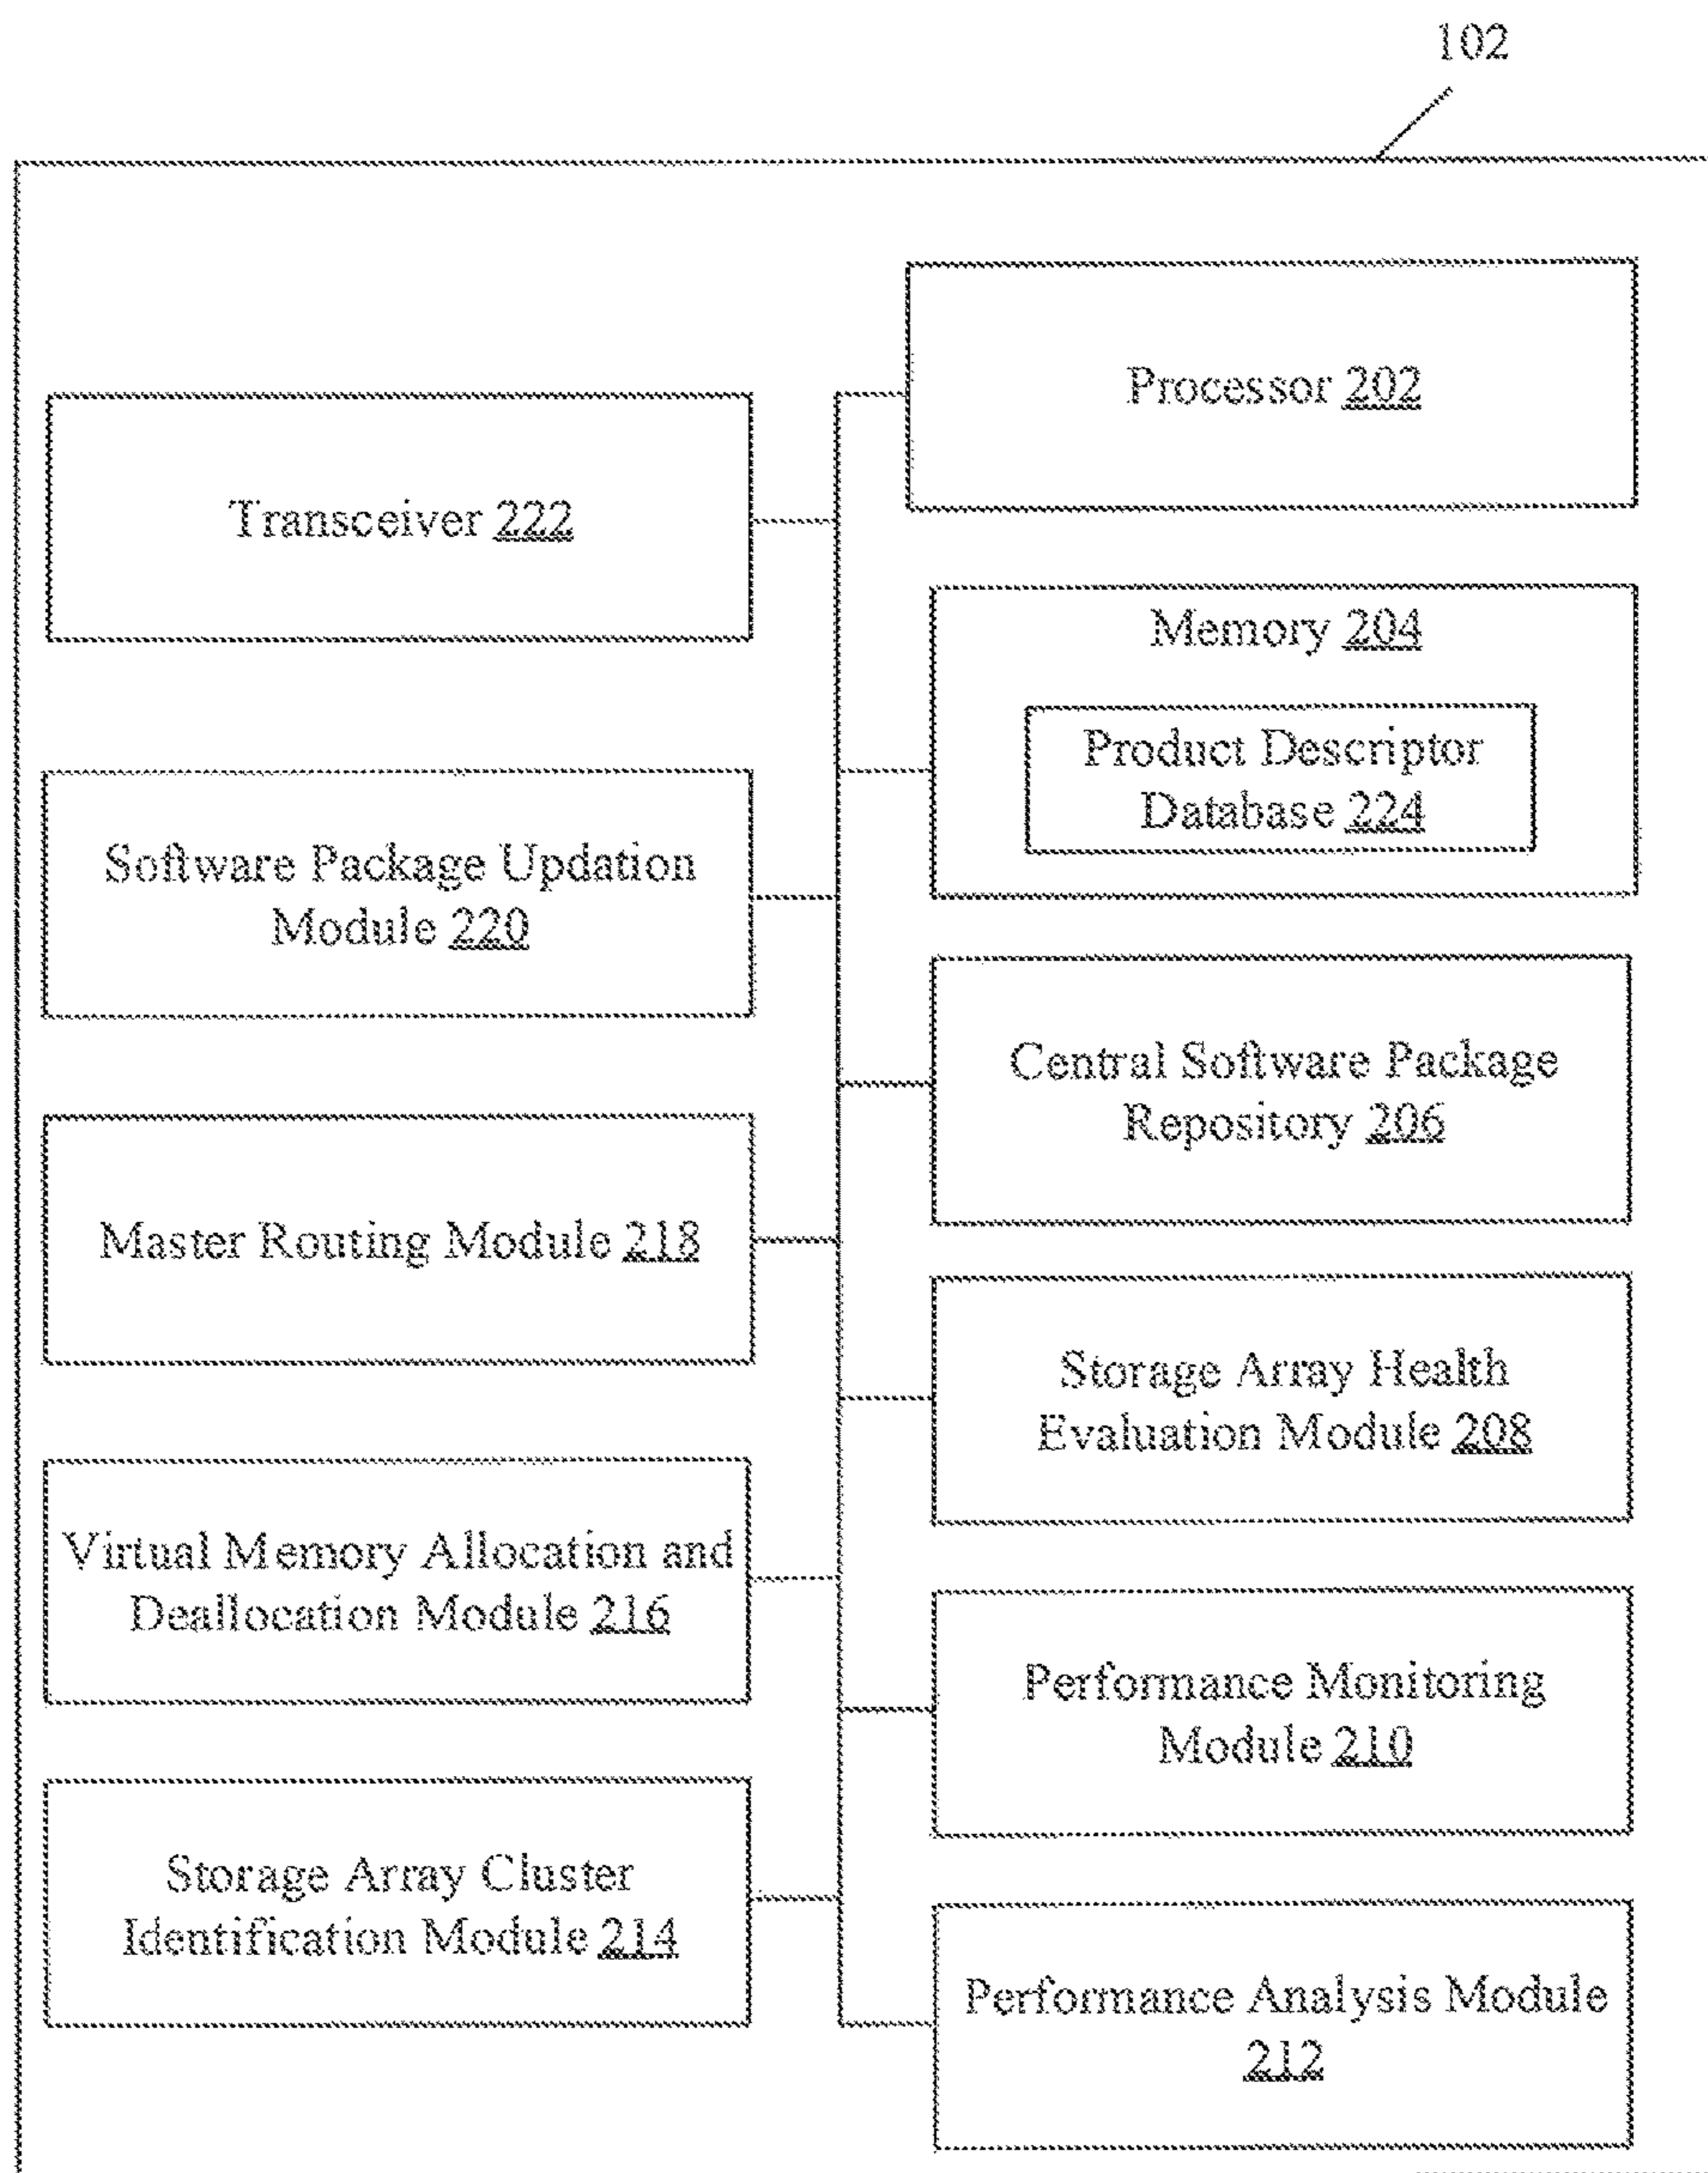 102
Processor 202
Transceiver 222
Memory 204
Product Descriptor
Database 224
Software Package Updation
Module 220
Central Software Package
Repository 206
Master Routing Module 218
Storage Array Health
Evaluation Module 208
Virtual Memory Allocation and
Deallocation Module 216
Performance Monitoring
Module 210
Storage Array Cluster
Identification Module 214
Performance Analysis Module
212